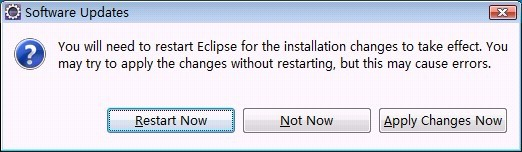 Software Updates
You will need to restart Eclipse for the installation changes to take effect. You
may try to apply the changes without restarting, but this may cause errors.
Restart Now Not Now Apply Changes Now